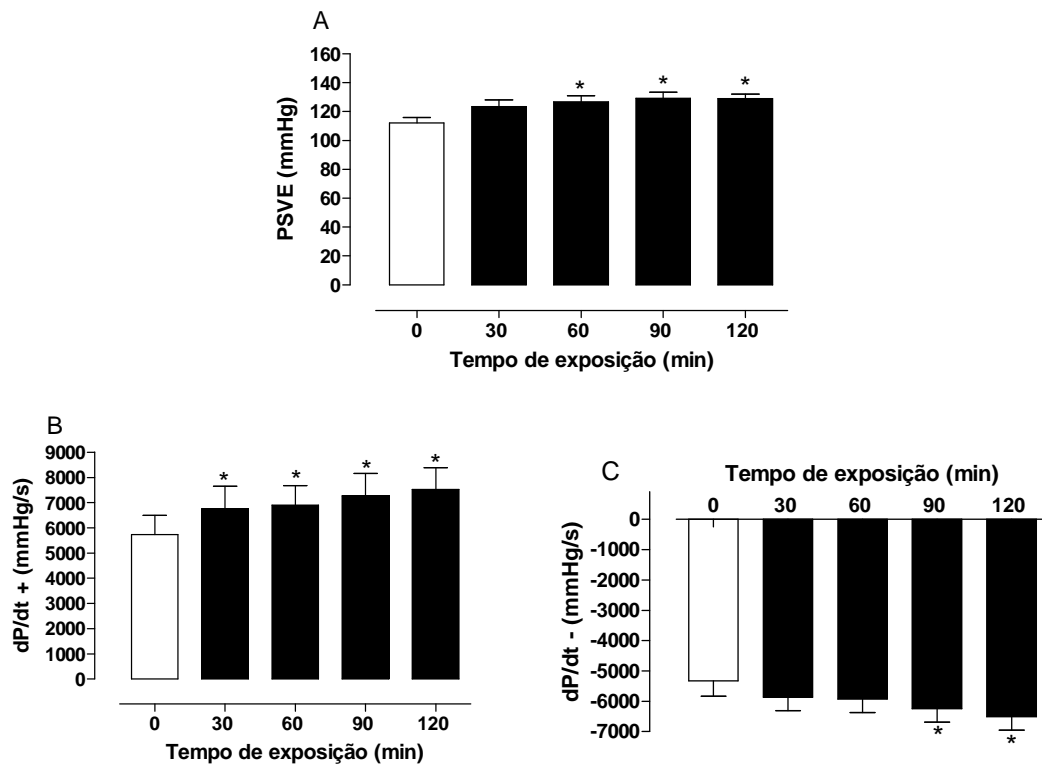 A
PSVE (mmHg)
160
140
120
100
80
60
40
20
0
* * *
0 30 60 90 120
Tempo de exposição (min)
B
dP/dt + (mmHg/s)
9000
8000
7000
6000
5000
4000
3000
2000
1000
0
* * * *
0 30 60 90 120
Tempo de exposição (min)
C
Tempo de exposição (min)
0 30 60 90 120
dP/dt - (mmHg/s)
0
-1000
-2000
-3000
-4000
-5000
-6000
-7000
* *